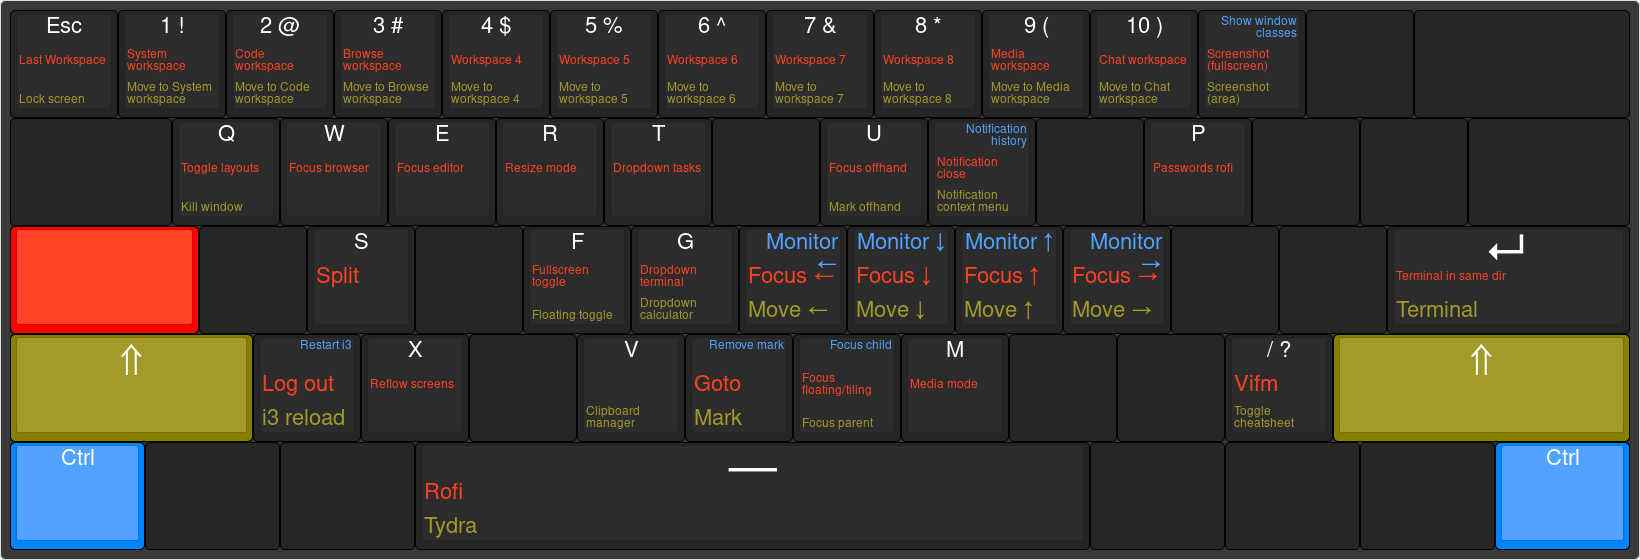 Esc
Last Workspace
Lock screen
1 !
System
workspace
Move to System
workspace
2 @
Code
workspace
Move to Code
workspace
3 #
Browse
workspace
Move to Browse
workspace
4 $
Workspace 4
Move to
workspace 4
5 %
Workspace 5
Move to
workspace 5
6 ^
Workspace 6
Move to
workspace 6
7 &
Workspace 7
Move to
workspace 7
8 *
Workspace 8
Move to
workspace 8
9 (
Media
workspace
Move to Media
workspace
10 )
Chat workspace
Move to Chat
workspace
Show window
classes
Screenshot
(fullscreen)
Screenshot
(area)
Q
Toggle layouts
Kill window
W
Focus browser
E
Focus editor
R
Resize mode
T
Dropdown tasks
U
Focus offhand
Mark offhand
Notification
history
Notification
close
Notification
context menu
P
Passwords rofi
S
Split
F
Fullscreen
toggle
Floating toggle
G
Dropdown
terminal
Dropdown
calculator
Monitor
←
Focus ←
Move ←
Monitor ↓
Focus ↓
Move ↓
Monitor ↑
Focus ↑
Move ↑
Monitor
→
Focus →
Move →
↵
Terminal in same dir
Terminal
⇑
Restart i3
Log out
i3 reload
X
Reflow screens
V
Clipboard
manager
Remove mark
Goto
Mark
Focus child
Focus
floating/tiling
Focus parent
M
Media mode
/ ?
Vifm
Toggle
cheatsheet
⇑
Ctrl
—
Rofi
Tydra
Ctrl